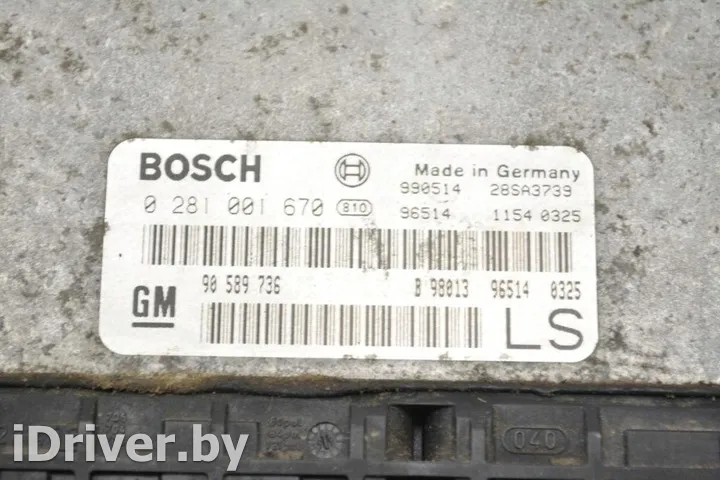 BOSCH
Made in Germany
990514 28SA3739
0 281 001 670 810
96514 1154 0325
90 589 736
B 98013 96514 0325
GM
LS
040
iDriver.by